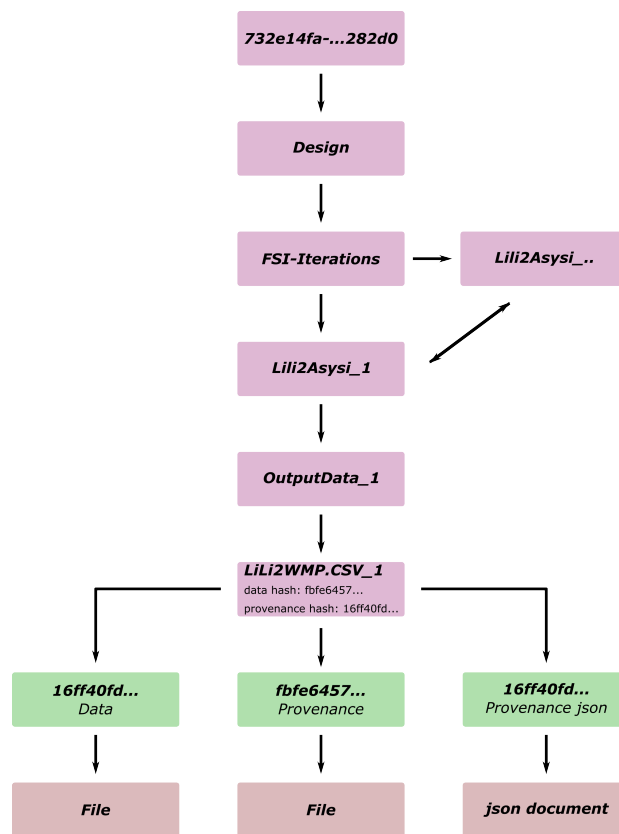 732e14fa-...282d0
Design
FSI-Iterations
Lili2Asysi_..
Lili2Asysi_1
OutputData_1
LiLi2WMP.CSV_1
data hash: fbfe6457...
provenance hash: 16ff40fd...
16ff40fd...
Data
fbfe6457...
Provenance
16ff40fd...
Provenance json
File
File
json document